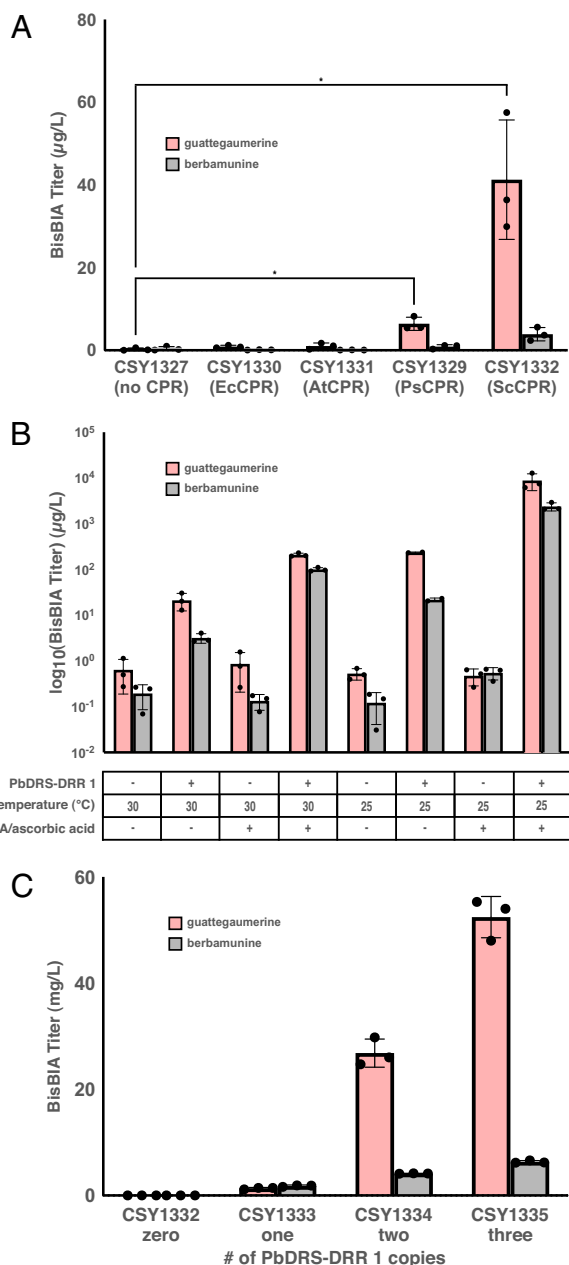 A
80
60
40
20
0
BisBIA Titer (µg/L)
*
*
guattegaumerine
berbamunine
CSY1327 CSY1330 CSY1331 CSY1329 CSY1332
(no CPR) (EcCPR) (AtCPR) (PsCPR) (ScCPR)
B
10⁵
10⁴
10³
10²
10¹
10⁰
10⁻¹
10⁻²
log₁₀(BisBIA Titer) (µg/L)
guattegaumerine
berbamunine
PbDRS-DRR 1 - + - + - + - +
emperature (°C) 30 30 30 30 25 25 25 25
A/ascorbic acid - - + + - - + +
C
60
40
20
0
BisBIA Titer (mg/L)
guattegaumerine
berbamunine
CSY1332 CSY1333 CSY1334 CSY1335
zero one two three
# of PbDRS-DRR 1 copies